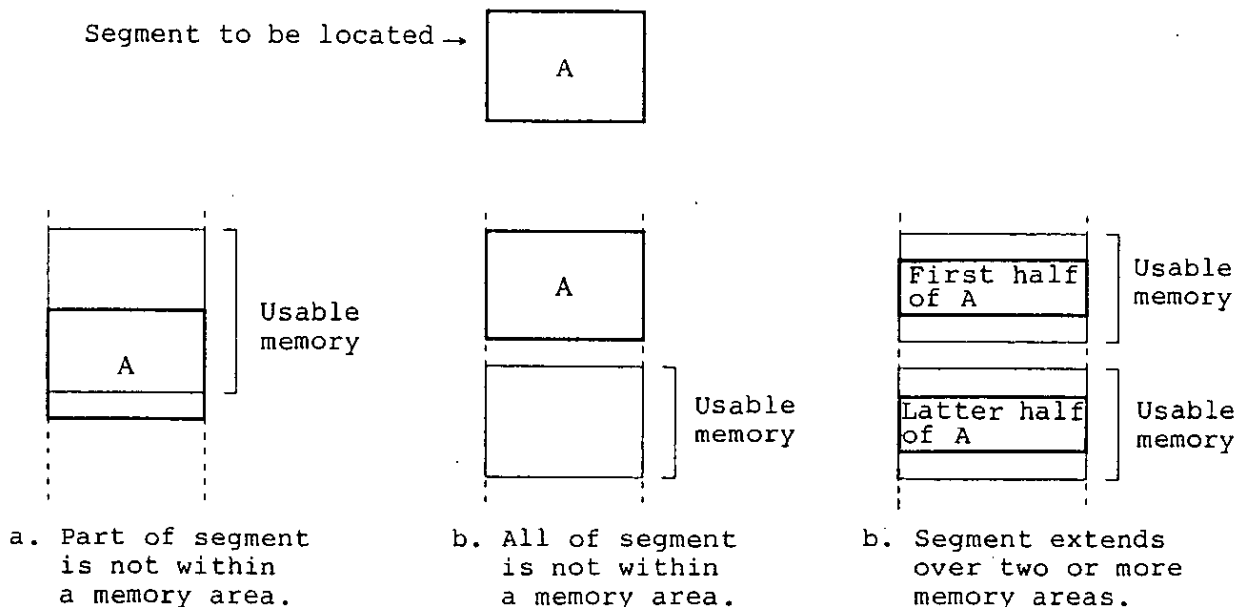 Segment to be located →
A
A
Usable
memory
a. Part of segment
is not within
a memory area.
A
Usable
memory
b. All of segment
is not within
a memory area.
First half
of A
Usable
memory
Latter half
of A
Usable
memory
b. Segment extends
over two or more
memory areas.